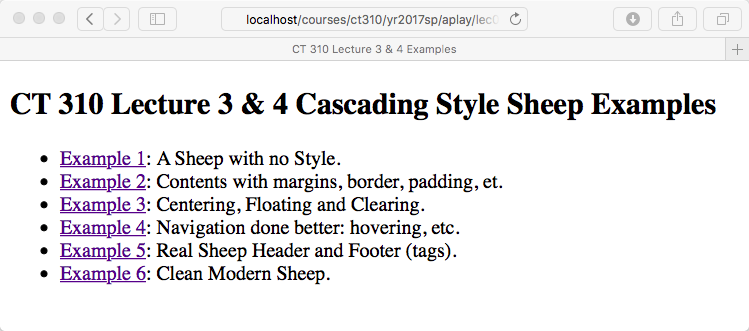 localhost/courses/ct310/yr2017sp/aplay/lec0
CT 310 Lecture 3 & 4 Examples
CT 310 Lecture 3 & 4 Cascading Style Sheep Examples
Example 1: A Sheep with no Style.
Example 2: Contents with margins, border, padding, et.
Example 3: Centering, Floating and Clearing.
Example 4: Navigation done better: hovering, etc.
Example 5: Real Sheep Header and Footer (tags).
Example 6: Clean Modern Sheep.